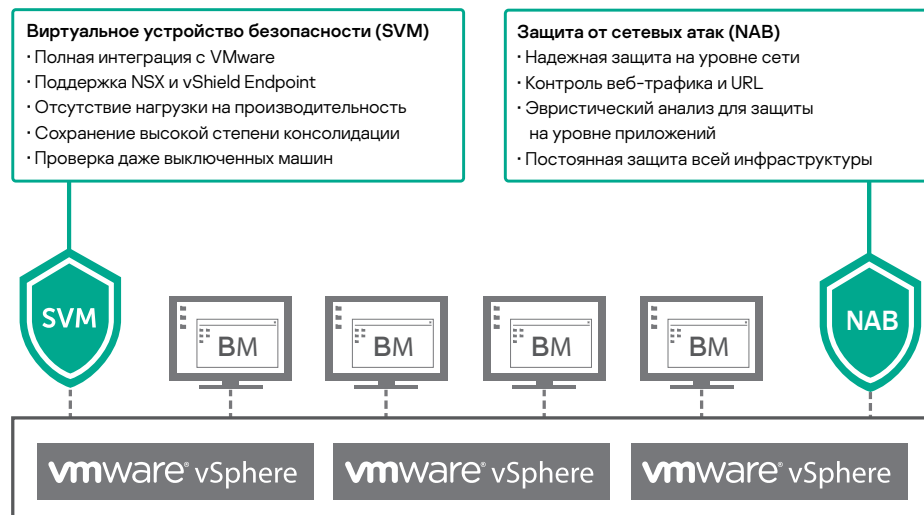 Виртуальное устройство безопасности (SVM)
· Полная интеграция с VMware
· Поддержка NSX и vShield Endpoint
· Отсутствие нагрузки на производительность
· Сохранение высокой степени консолидации
· Проверка даже выключенных машин
Защита от сетевых атак (NAB)
· Надежная защита на уровне сети
· Контроль веб-трафика и URL
· Эвристический анализ для защиты
на уровне приложений
· Постоянная защита всей инфраструктуры
SVM
ВМ
ВМ
ВМ
ВМ
NAB
vmware® vSphere
vmware® vSphere
vmware® vSphere